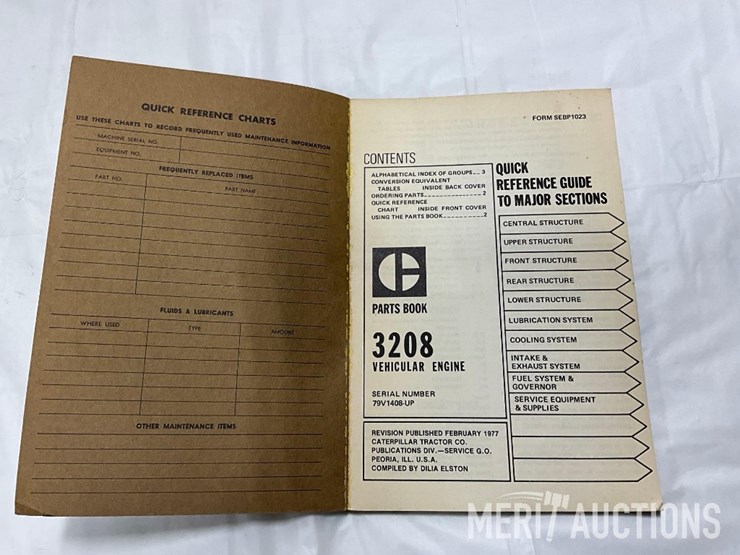 QUICK REFERENCE CHARTS
USE THESE CHARTS TO RECORD FREQUENTLY USED MAINTENANCE INFORMATION
MACHINE SERIAL NO.
EQUIPMENT NO.
FREQUENTLY REPLACED ITEMS
PART NO. PART NAME
FLUIDS & LUBRICANTS
WHERE USED TYPE AMOUNT
OTHER MAINTENANCE ITEMS
FORM SEBP1023
CONTENTS
ALPHABETICAL INDEX OF GROUPS__ 3
CONVERSION EQUIVALENT
TABLES INSIDE BACK COVER
ORDERING PARTS______________ 2
QUICK REFERENCE
CHART INSIDE FRONT COVER
USING THE PARTS BOOK__________2
PARTS BOOK
3208
VEHICULAR ENGINE
SERIAL NUMBER
79V1408-UP
REVISION PUBLISHED FEBRUARY 1977
CATERPILLAR TRACTOR CO.
PUBLICATIONS DIV.—SERVICE G.O.
PEORIA, ILL. U.S.A.
COMPILED BY DILIA ELSTON
QUICK
REFERENCE GUIDE
TO MAJOR SECTIONS
CENTRAL STRUCTURE
UPPER STRUCTURE
FRONT STRUCTURE
REAR STRUCTURE
LOWER STRUCTURE
LUBRICATION SYSTEM
COOLING SYSTEM
INTAKE &
EXHAUST SYSTEM
FUEL SYSTEM &
GOVERNOR
SERVICE EQUIPMENT
& SUPPLIES
MERIT AUCTIONS